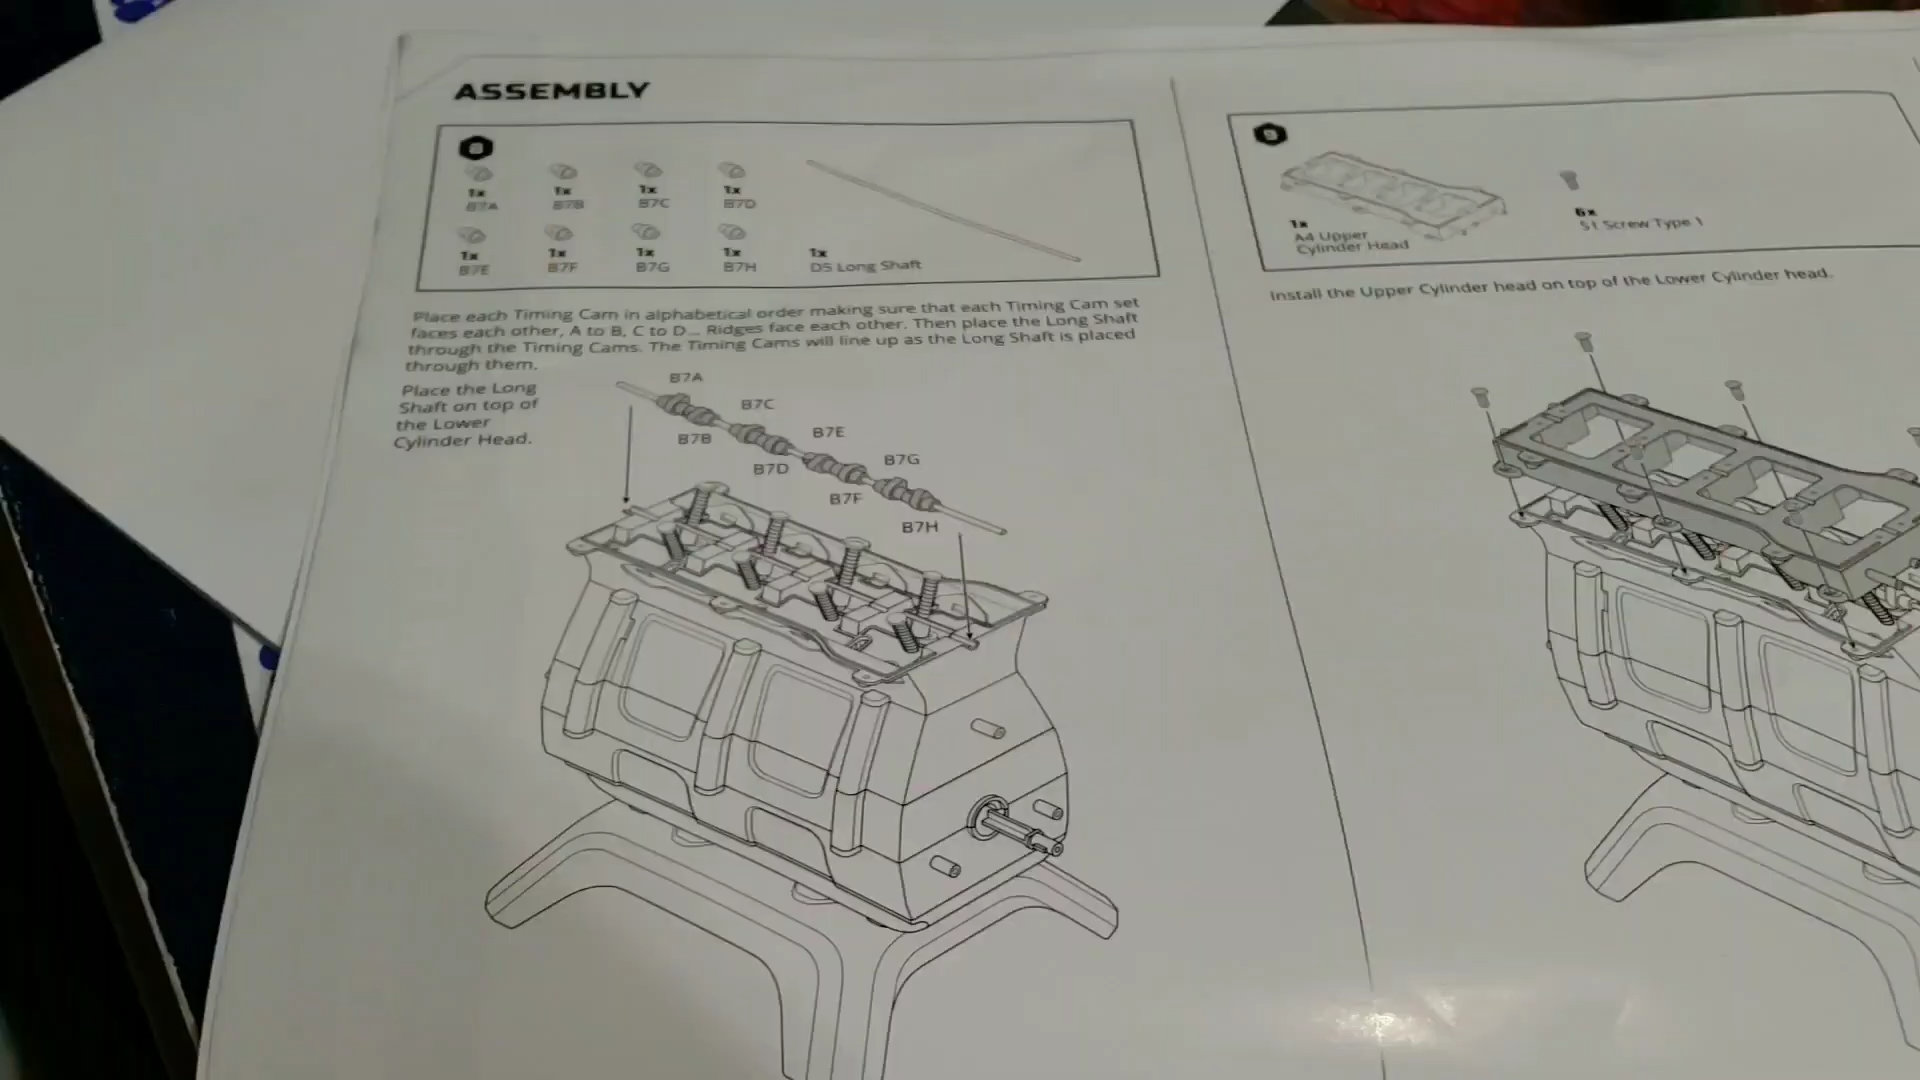 ASSEMBLY
1x
B7A
1x
B7B
1x
B7C
1x
B7D
1x
B7E
1x
B7F
1x
B7G
1x
B7H
1x
D5 Long Shaft
Place each Timing Cam in alphabetical order making sure that each Timing Cam set
faces each other, A to B, C to D... Ridges face each other. Then place the Long Shaft
through the Timing Cams. The Timing Cams will line up as the Long Shaft is placed
through them.
Place the Long
Shaft on top of
the Lower
Cylinder Head.
B7A
B7B
B7C
B7D
B7E
B7F
B7G
B7H
1x
A4 Upper
Cylinder Head
6x
S1 Screw Type 1
Install the Upper Cylinder head on top of the Lower Cylinder head.